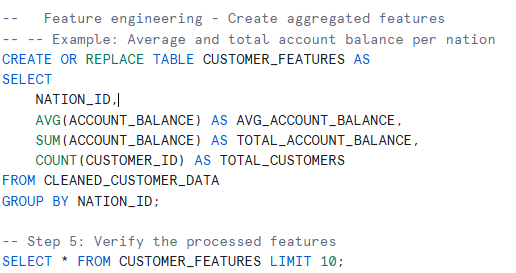 --   Feature engineering - Create aggregated features
-- -- Example: Average and total account balance per nation
CREATE OR REPLACE TABLE CUSTOMER_FEATURES AS
SELECT
    NATION_ID,
    AVG(ACCOUNT_BALANCE) AS AVG_ACCOUNT_BALANCE,
    SUM(ACCOUNT_BALANCE) AS TOTAL_ACCOUNT_BALANCE,
    COUNT(CUSTOMER_ID) AS TOTAL_CUSTOMERS
FROM CLEANED_CUSTOMER_DATA
GROUP BY NATION_ID;

-- Step 5: Verify the processed features
SELECT * FROM CUSTOMER_FEATURES LIMIT 10;